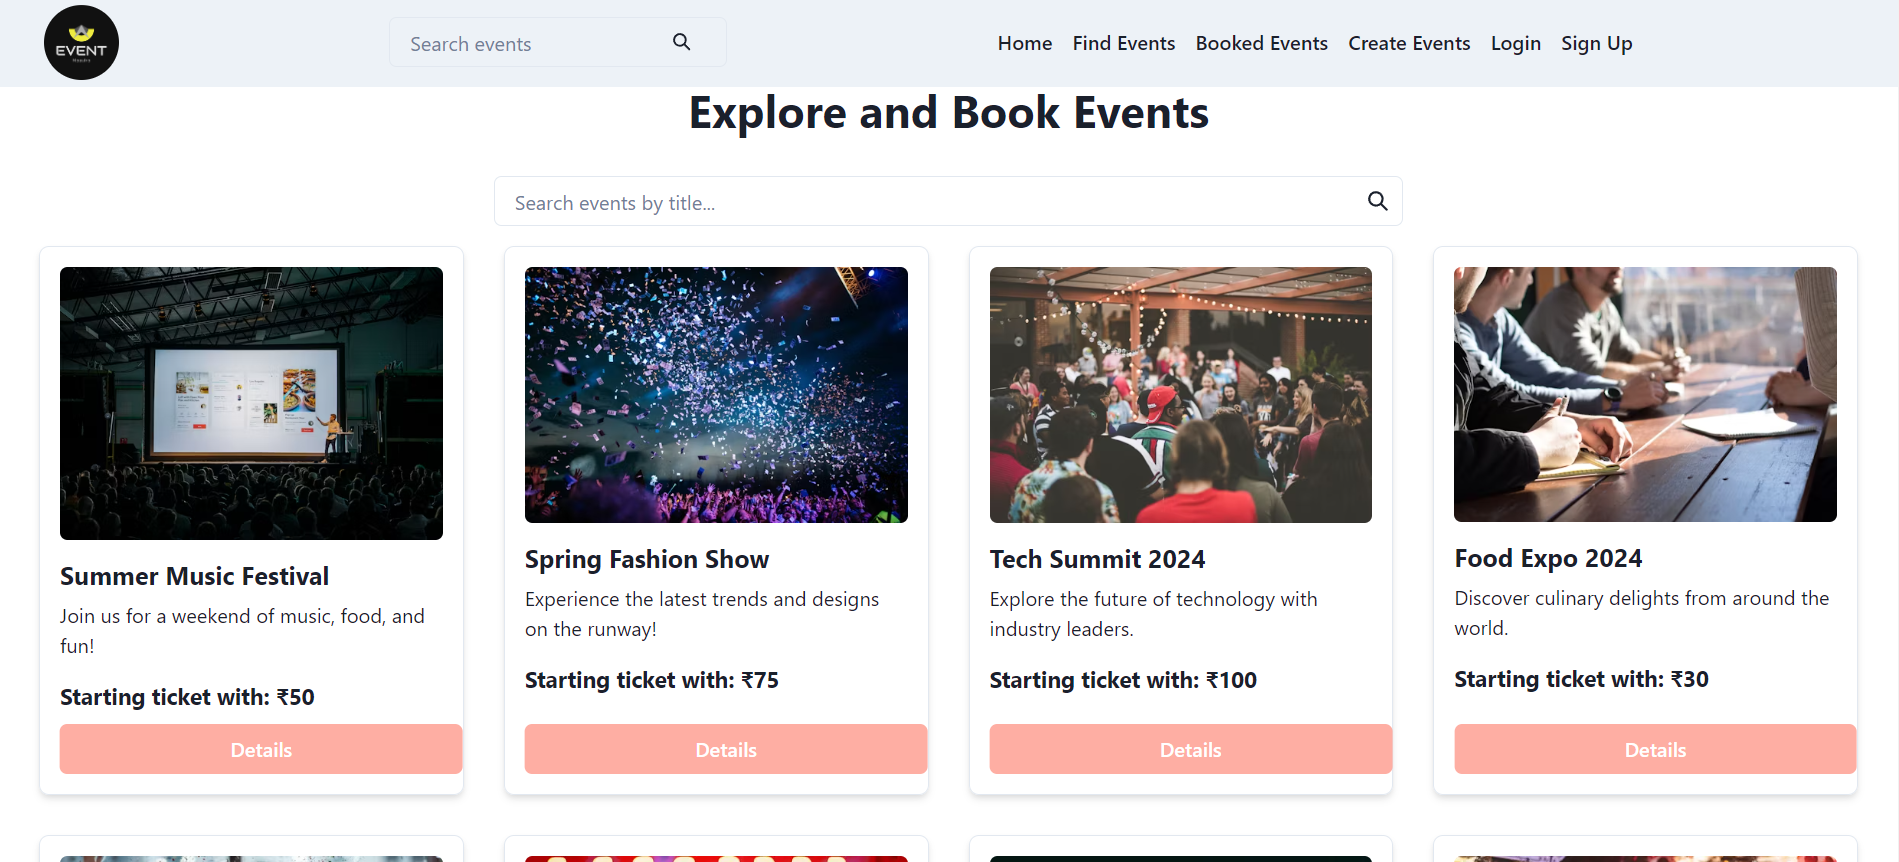 EVENT
Search events
Home Find Events Booked Events Create Events Login Sign Up
Explore and Book Events
Search events by title...
Summer Music Festival
Join us for a weekend of music, food, and
fun!
Starting ticket with: ₹50
Details
Spring Fashion Show
Experience the latest trends and designs
on the runway!
Starting ticket with: ₹75
Details
Tech Summit 2024
Explore the future of technology with
industry leaders.
Starting ticket with: ₹100
Details
Food Expo 2024
Discover culinary delights from around the
world.
Starting ticket with: ₹30
Details